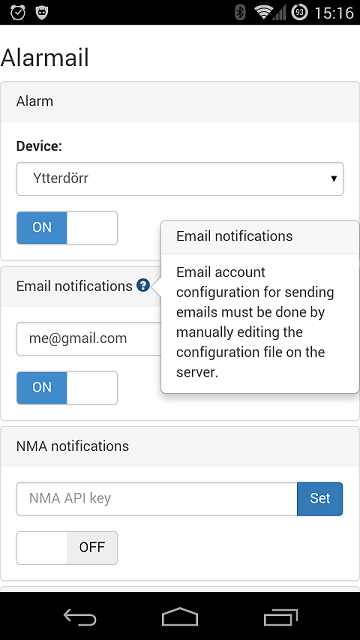 93 15:16
Alarmail
Alarm
Device:
Ytterdörr
ON
Email notifications
Email account
configuration for sending
emails must be done by
manually editing the
configuration file on the
server.
Email notifications ?
me@gmail.com
ON
NMA notifications
NMA API key Set
OFF